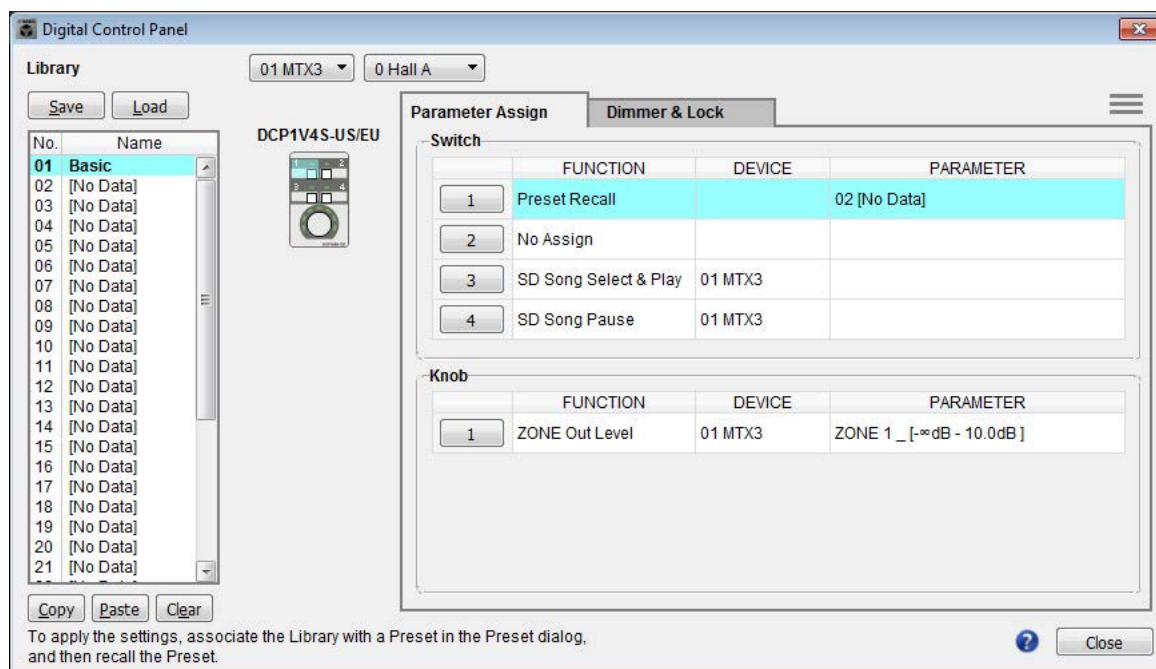 Digital Control Panel
Library
01 MTX3
0 Hall A
Save Load
No. Name
01 Basic
02 [No Data]
03 [No Data]
04 [No Data]
05 [No Data]
06 [No Data]
07 [No Data]
08 [No Data]
09 [No Data]
10 [No Data]
11 [No Data]
12 [No Data]
13 [No Data]
14 [No Data]
15 [No Data]
16 [No Data]
17 [No Data]
18 [No Data]
19 [No Data]
20 [No Data]
21 [No Data]
Copy Paste Clear
DCP1V4S-US/EU
1 2
3 4
Parameter Assign Dimmer & Lock
Switch
FUNCTION DEVICE PARAMETER
1 Preset Recall 02 [No Data]
2 No Assign
3 SD Song Select & Play 01 MTX3
4 SD Song Pause 01 MTX3
Knob
FUNCTION DEVICE PARAMETER
1 ZONE Out Level 01 MTX3 ZONE 1 _ [-∞dB - 10.0dB ]
To apply the settings, associate the Library with a Preset in the Preset dialog,
and then recall the Preset.
? Close